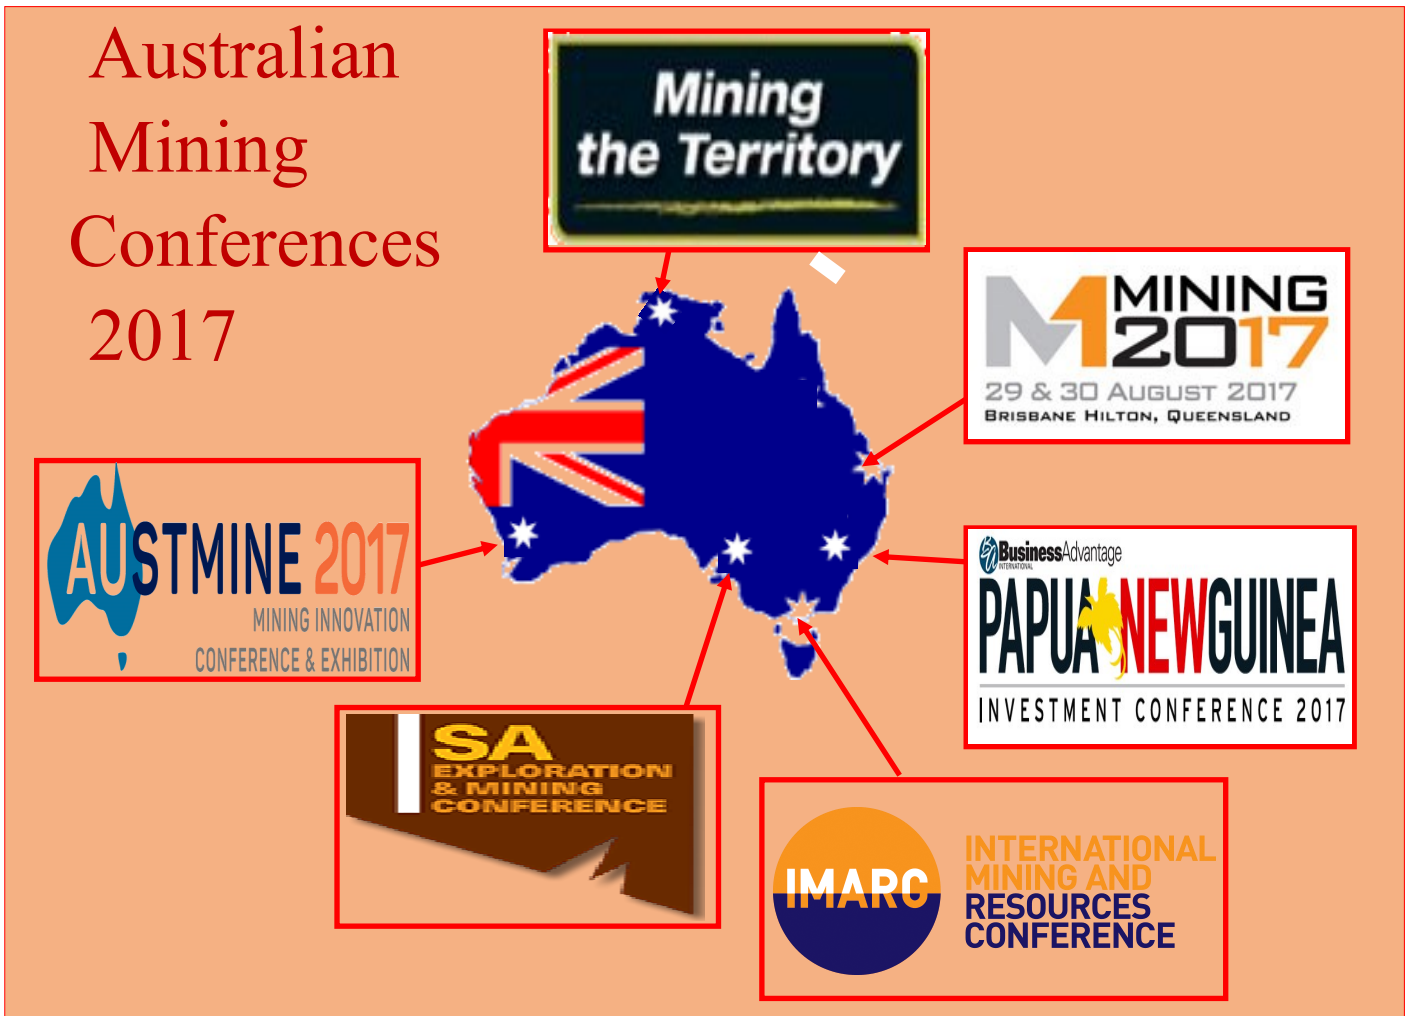 Australian
Mining
Conferences
2017
Mining
the Territory
M1 MINING
2017
29 & 30 AUGUST 2017
BRISBANE HILTON, QUEENSLAND
AUSTMINE 2017
MINING INNOVATION
CONFERENCE & EXHIBITION
BusinessAdvantage
INTERNATIONAL
PAPUA NEW GUINEA
INVESTMENT CONFERENCE 2017
SA
EXPLORATION
& MINING
CONFERENCE
IMARC
INTERNATIONAL
MINING AND
RESOURCES
CONFERENCE